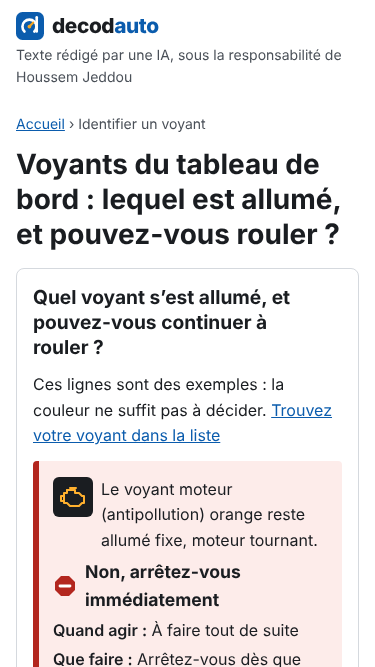 decodauto
Texte rédigé par une IA, sous la responsabilité de
Houssem Jeddou
Accueil › Identifier un voyant
Voyants du tableau de
bord : lequel est allumé,
et pouvez-vous rouler ?
Quel voyant s’est allumé, et
pouvez-vous continuer à
rouler ?
Ces lignes sont des exemples : la
couleur ne suffit pas à décider. Trouvez
votre voyant dans la liste
Le voyant moteur
(antipollution) orange reste
allumé fixe, moteur tournant.
Non, arrêtez-vous
immédiatement
Quand agir : À faire tout de suite
Que faire : Arrêtez-vous dès que